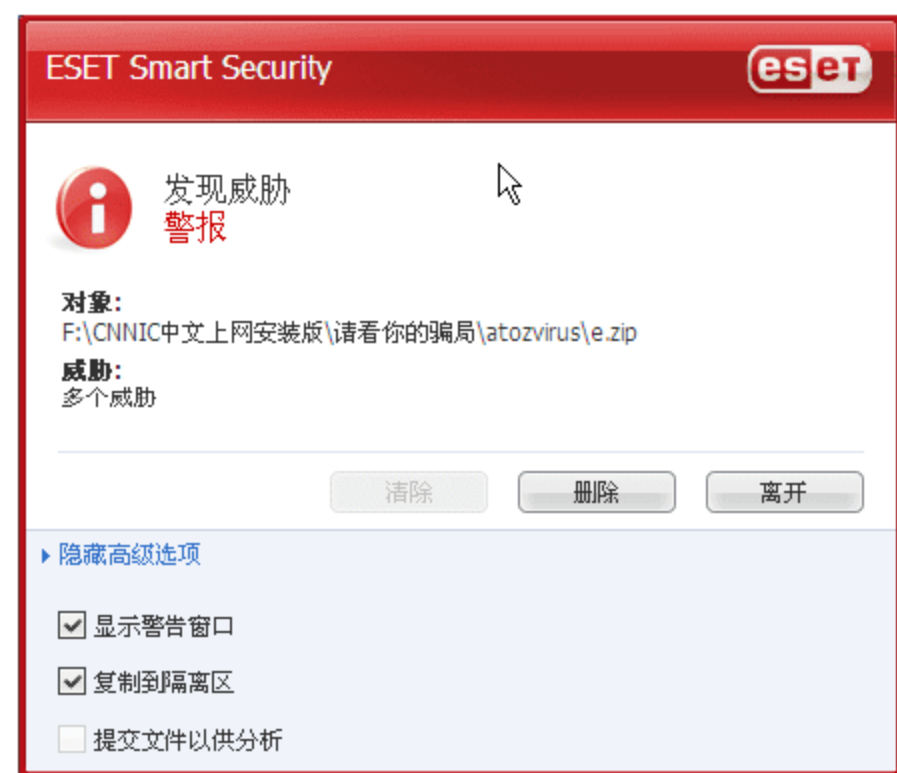 ESET Smart Security
eset
发现威胁
警报
对象:
F:\CNNIC中文上网安装版\请看你的骗局\atozvirus\e.zip
威胁:
多个威胁
清除
删除
离开
隐藏高级选项
显示警告窗口
复制到隔离区
提交文件以供分析